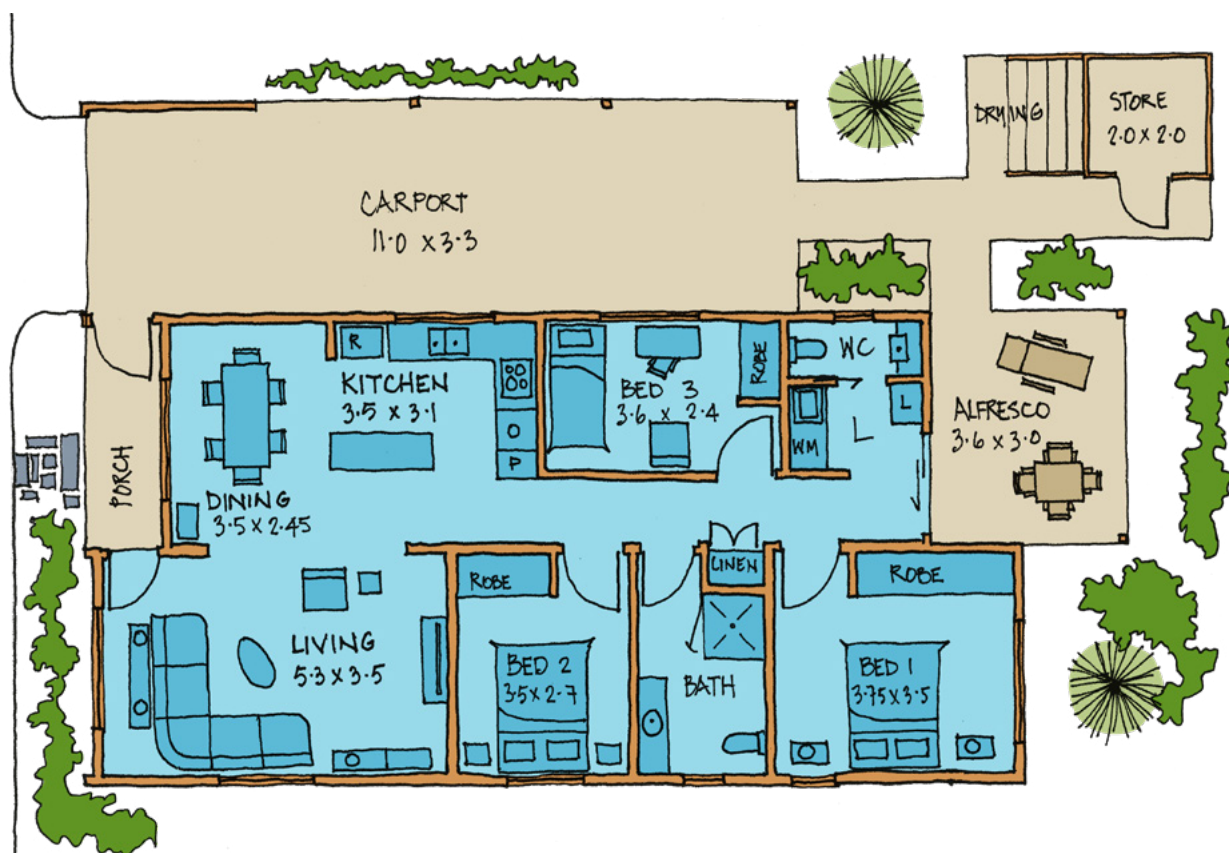 DRYING
STORE
2.0 x 2.0
CARPORT
11.0 x 3.3
R
KITCHEN
3.5 x 3.1
O
P
BED 3
3.6 x 2.4
ROBE
WC
WM
L
L
ALFRESCO
3.6 x 3.0
PORCH
DINING
3.5 x 2.45
LIVING
5.3 x 3.5
ROBE
BED 2
3.5 x 2.7
LINEN
BATH
ROBE
BED 1
3.75 x 3.5